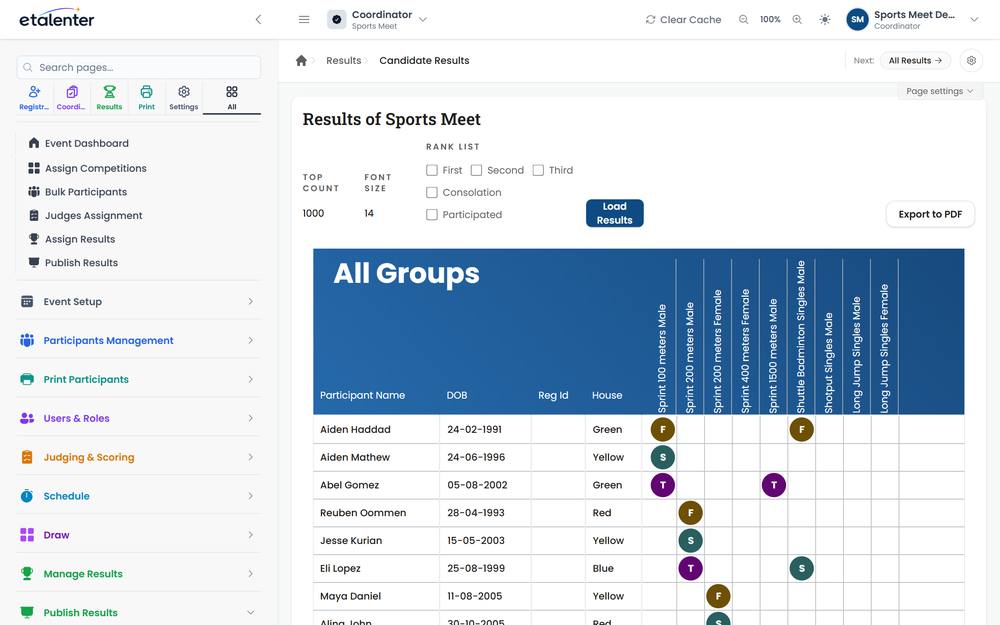 etalenter
Coordinator
Sports Meet
Clear Cache
100%
SM
Sports Meet De...
Coordinator
Search pages...
Registr...
Coordi...
Results
Print
Settings
All
Event Dashboard
Assign Competitions
Bulk Participants
Judges Assignment
Assign Results
Publish Results
Event Setup
Participants Management
Print Participants
Users & Roles
Judging & Scoring
Schedule
Draw
Manage Results
Publish Results
Results
Candidate Results
Next: All Results →
Page settings
Results of Sports Meet
TOP COUNT
1000
FONT SIZE
14
RANK LIST
First Second Third
Consolation
Participated
Load Results
Export to PDF
All Groups
Participant Name DOB Reg Id House
Sprint 100 meters Male
Sprint 200 meters Male
Sprint 200 meters Female
Sprint 400 meters Female
Sprint 1500 meters Male
Shuttle Badminton Singles Male
Shotput Singles Male
Long Jump Singles Male
Long Jump Singles Female
Aiden Haddad 24-02-1991 Green F F
Aiden Mathew 24-06-1996 Yellow S
Abel Gomez 05-08-2002 Green T T
Reuben Oommen 28-04-1993 Red F
Jesse Kurian 15-05-2003 Yellow S
Eli Lopez 25-08-1999 Blue T S
Maya Daniel 11-08-2005 Yellow F
Alina John 30-10-2005 Red S